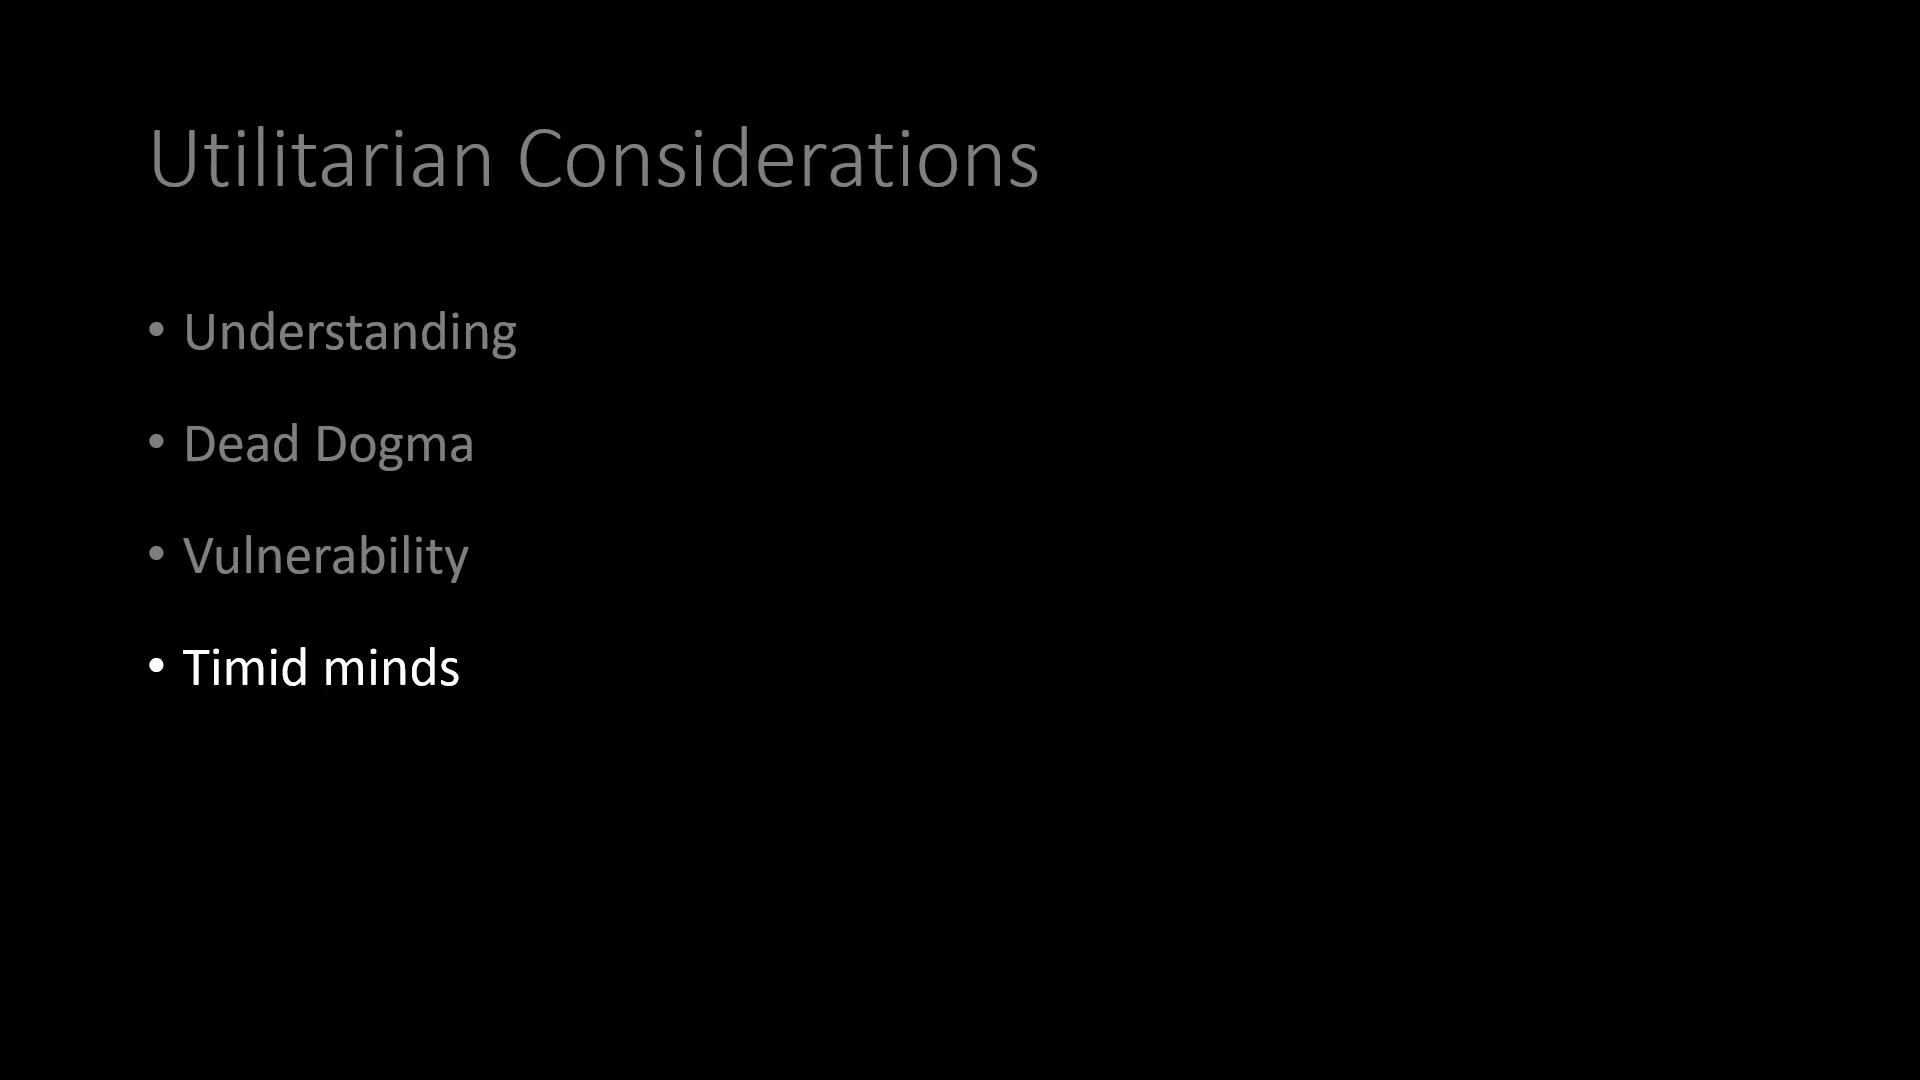 Utilitarian Considerations
• Understanding
• Dead Dogma
• Vulnerability
• Timid minds